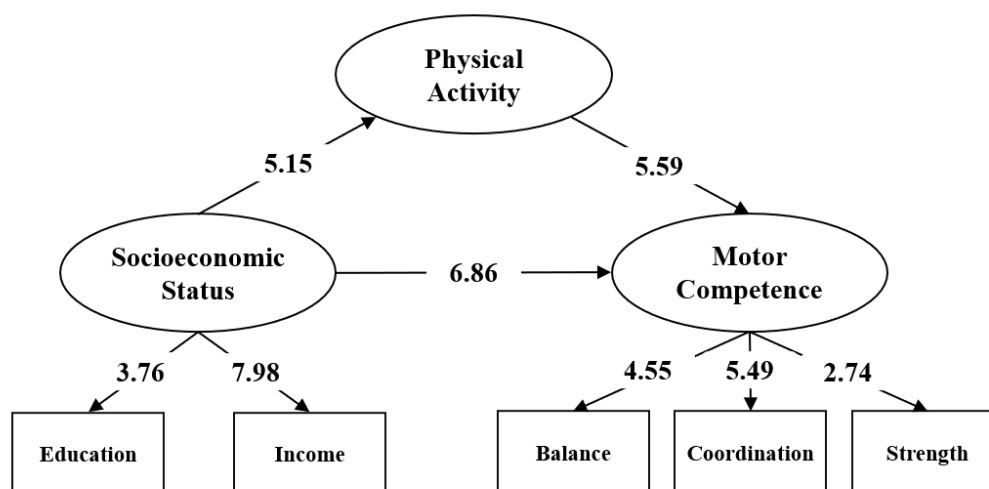 Physical
Activity
5.15
5.59
Socioeconomic
Status
6.86
Motor
Competence
3.76
7.98
4.55
5.49
2.74
Education
Income
Balance
Coordination
Strength